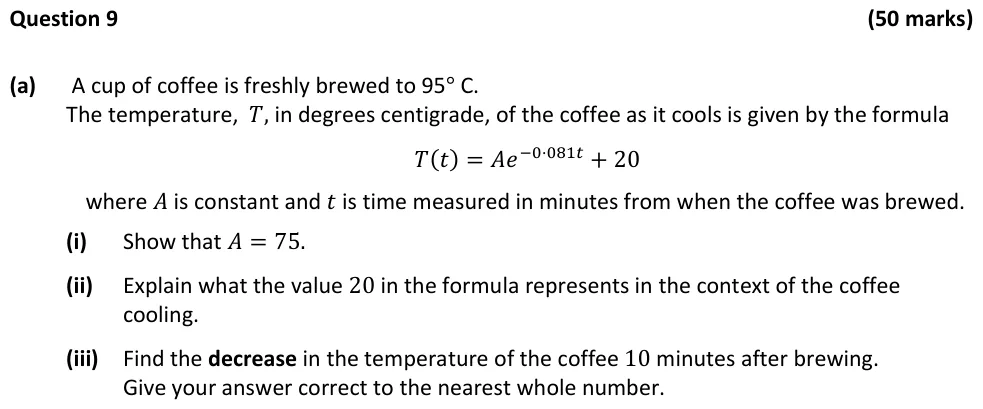 Question 9 (50 marks)
(a) A cup of coffee is freshly brewed to 95° C.
The temperature, T, in degrees centigrade, of the coffee as it cools is given by the formula
T(t) = Ae^{−0·081t} + 20
where A is constant and t is time measured in minutes from when the coffee was brewed.
(i) Show that A = 75.
(ii) Explain what the value 20 in the formula represents in the context of the coffee
cooling.
(iii) Find the decrease in the temperature of the coffee 10 minutes after brewing.
Give your answer correct to the nearest whole number.